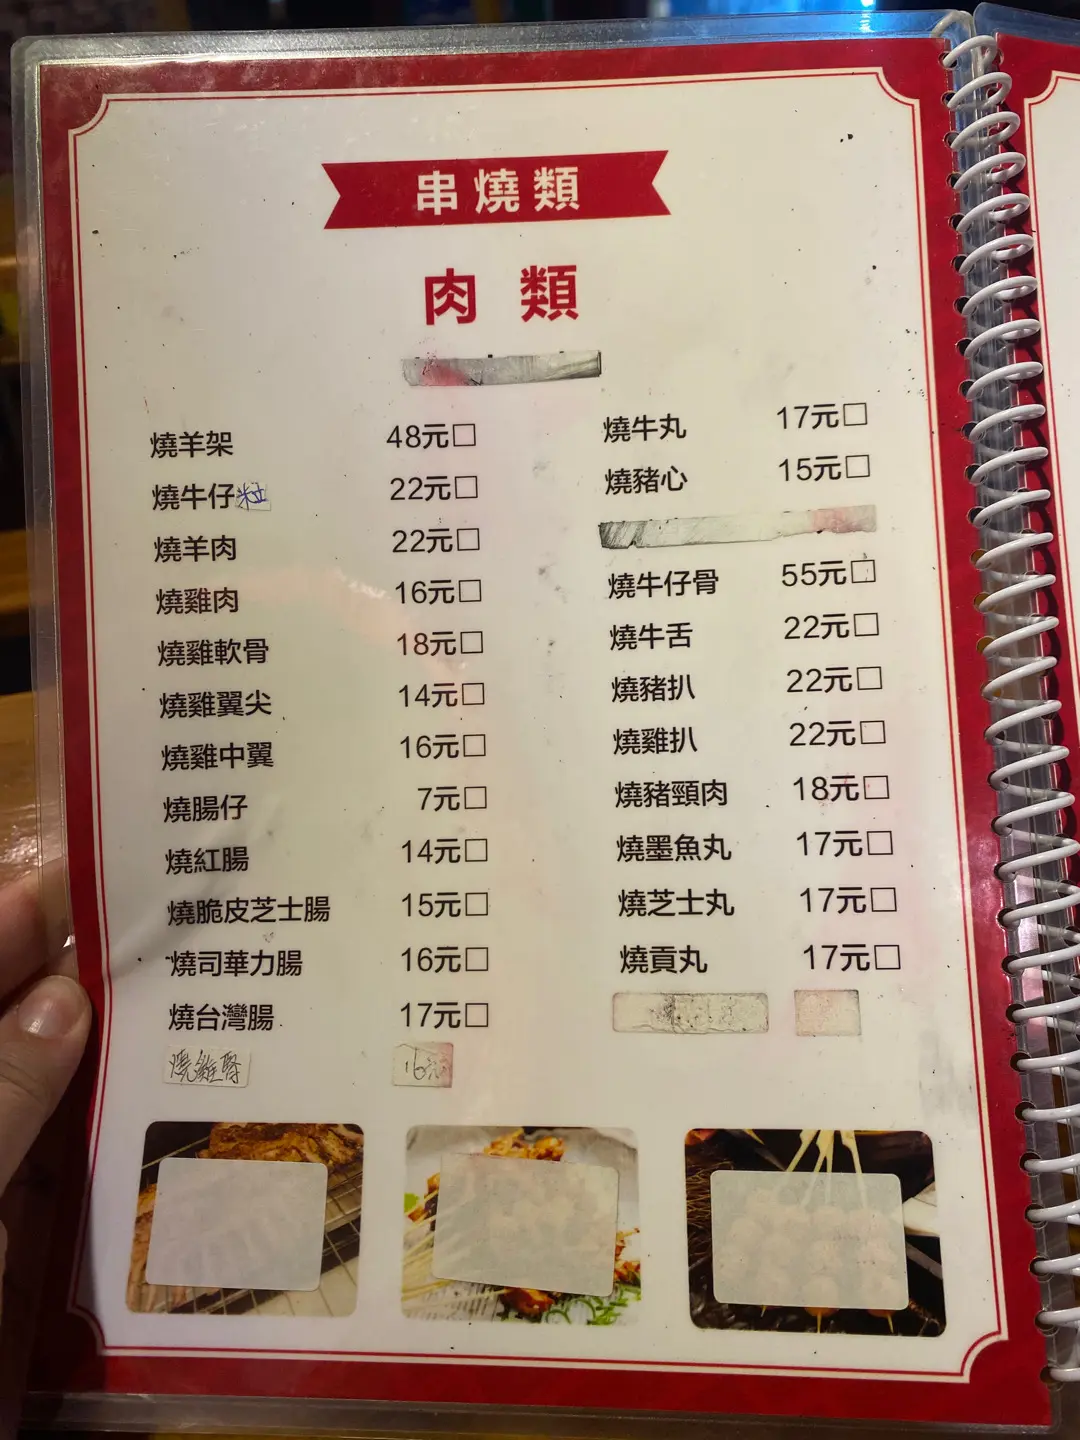 串燒類
肉類
燒羊架 48元□
燒牛仔粒 22元□
燒羊肉 22元□
燒雞肉 16元□
燒雞軟骨 18元□
燒雞翼尖 14元□
燒雞中翼 16元□
燒腸仔 7元□
燒紅腸 14元□
燒脆皮芝士腸 15元□
燒司華力腸 16元□
燒台灣腸 17元□
燒雞腎 16元
燒牛丸 17元□
燒豬心 15元□
燒牛仔骨 55元□
燒牛舌 22元□
燒豬扒 22元□
燒雞扒 22元□
燒豬頸肉 18元□
燒墨魚丸 17元□
燒芝士丸 17元□
燒貢丸 17元□